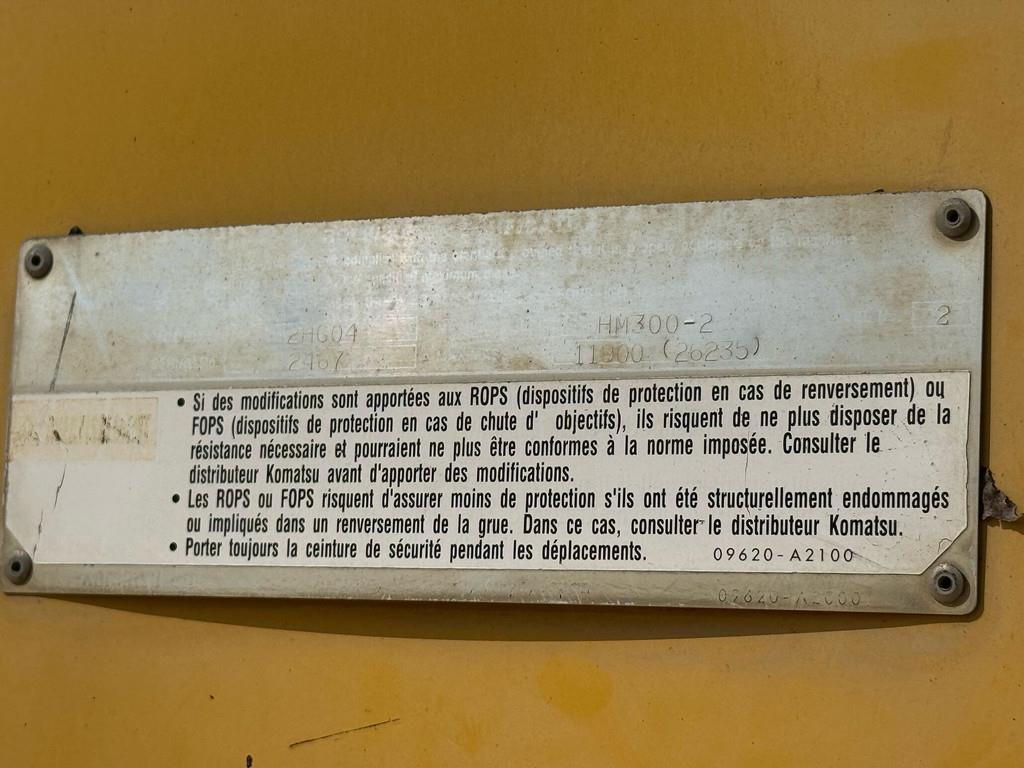 2HG04
HM300-2
2
2467
11900 (26235)
• Si des modifications sont apportées aux ROPS (dispositifs de protection en cas de renversement) ou
FOPS (dispositifs de protection en cas de chute d' objectifs), ils risquent de ne plus disposer de la
résistance nécessaire et pourraient ne plus être conformes à la norme imposée. Consulter le
distributeur Komatsu avant d'apporter des modifications.
• Les ROPS ou FOPS risquent d'assurer moins de protection s'ils ont été structurellement endommagés
ou impliqués dans un renversement de la grue. Dans ce cas, consulter le distributeur Komatsu.
• Porter toujours la ceinture de sécurité pendant les déplacements.
09620-A2100